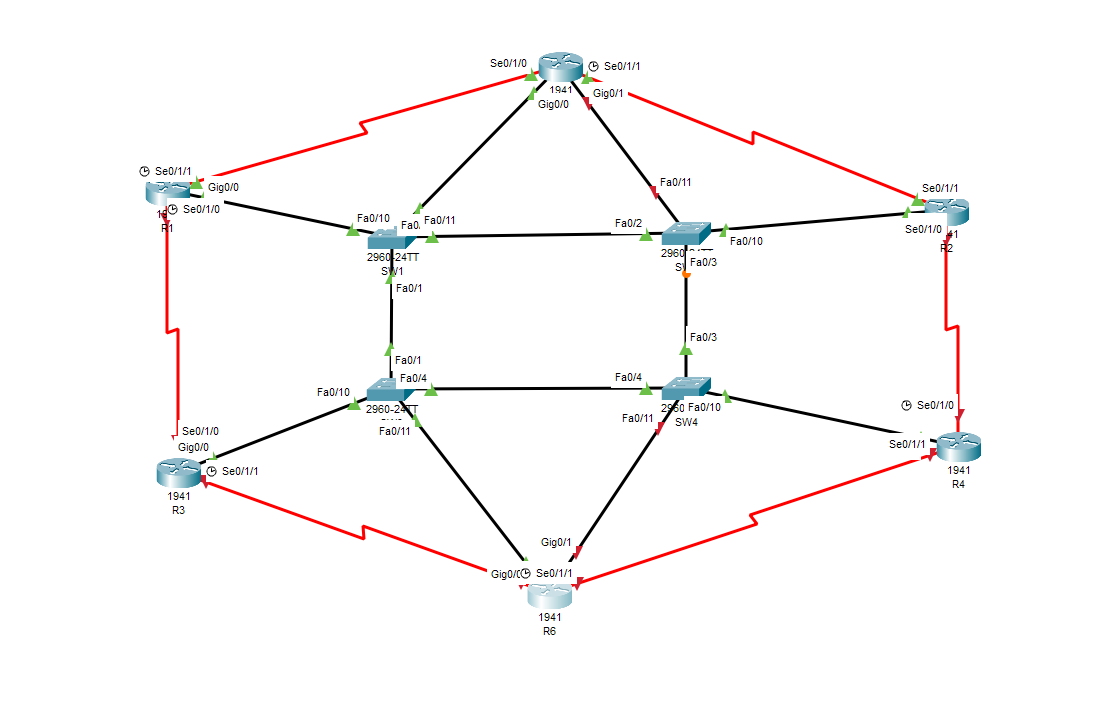 Se0/1/0
Se0/1/1
1941
Gig0/1
Gig0/0
Se0/1/1
Gig0/0
Se0/1/0
R1
Fa0/11
Se0/1/1
Se0/1/0
41
R2
Fa0/10
Fa0/11
Fa0/2
Fa0/10
2960-24TT
SW1
2960
Fa0/3
Fa0/1
Fa0/3
Fa0/1
Fa0/4
Fa0/4
Fa0/10
2960-24TT
Fa0/11
2960
Fa0/10
Fa0/11
SW4
Se0/1/0
Se0/1/0
Gig0/0
Se0/1/1
Se0/1/1
1941
R3
1941
R4
Gig0/1
Gig0/0
Se0/1/1
1941
R6